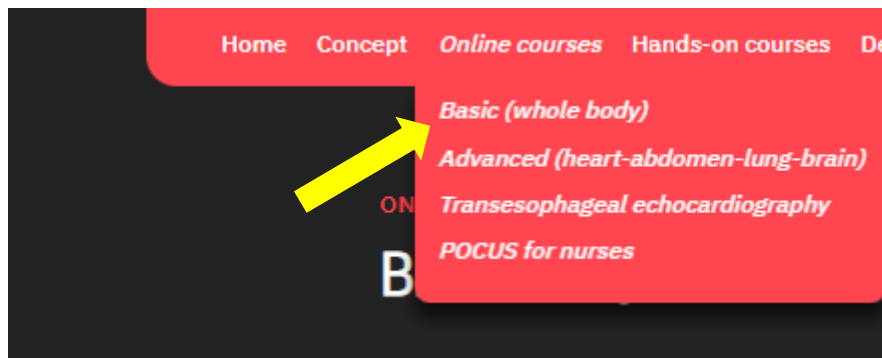 Home Concept Online courses Hands-on courses
Basic (whole body)
Advanced (heart-abdomen-lung-brain)
Transesophageal echocardiography
POCUS for nurses